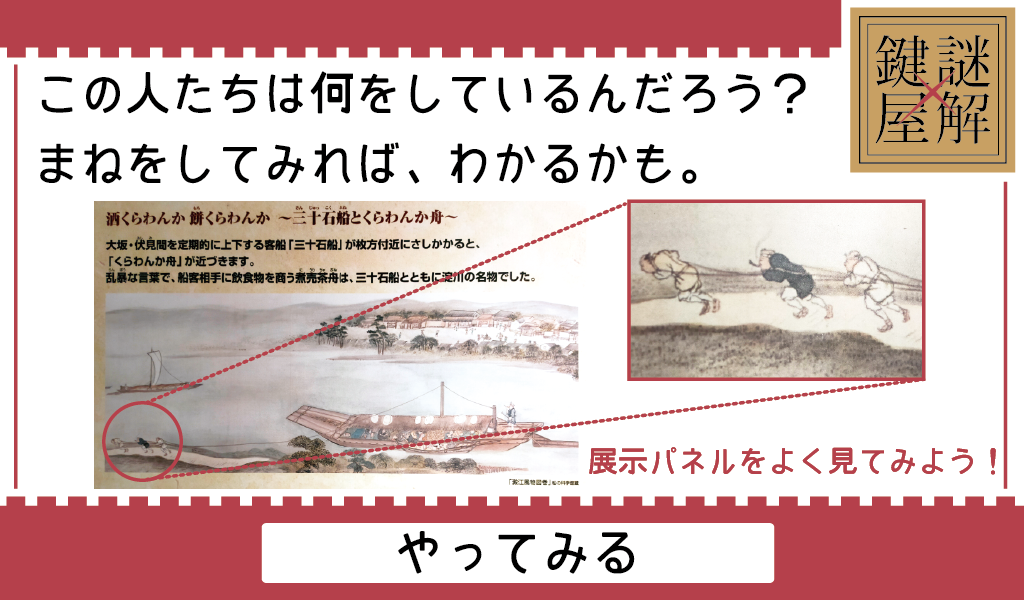 この人たちは何をしているんだろう？
まねをしてみれば、わかるかも。
謎解
×
鍵屋
酒くらわんか 餅くらわんか ～三十石船とくらわんか舟～
大坂・伏見間を定期的に上下する客船「三十石船」が枚方付近にさしかかると、
「くらわんか舟」が近づきます。
乱暴な言葉で、船客相手に飲食物を商う煮売茶舟は、三十石船とともに淀川の名物でした。
展示パネルをよく見てみよう！
やってみる